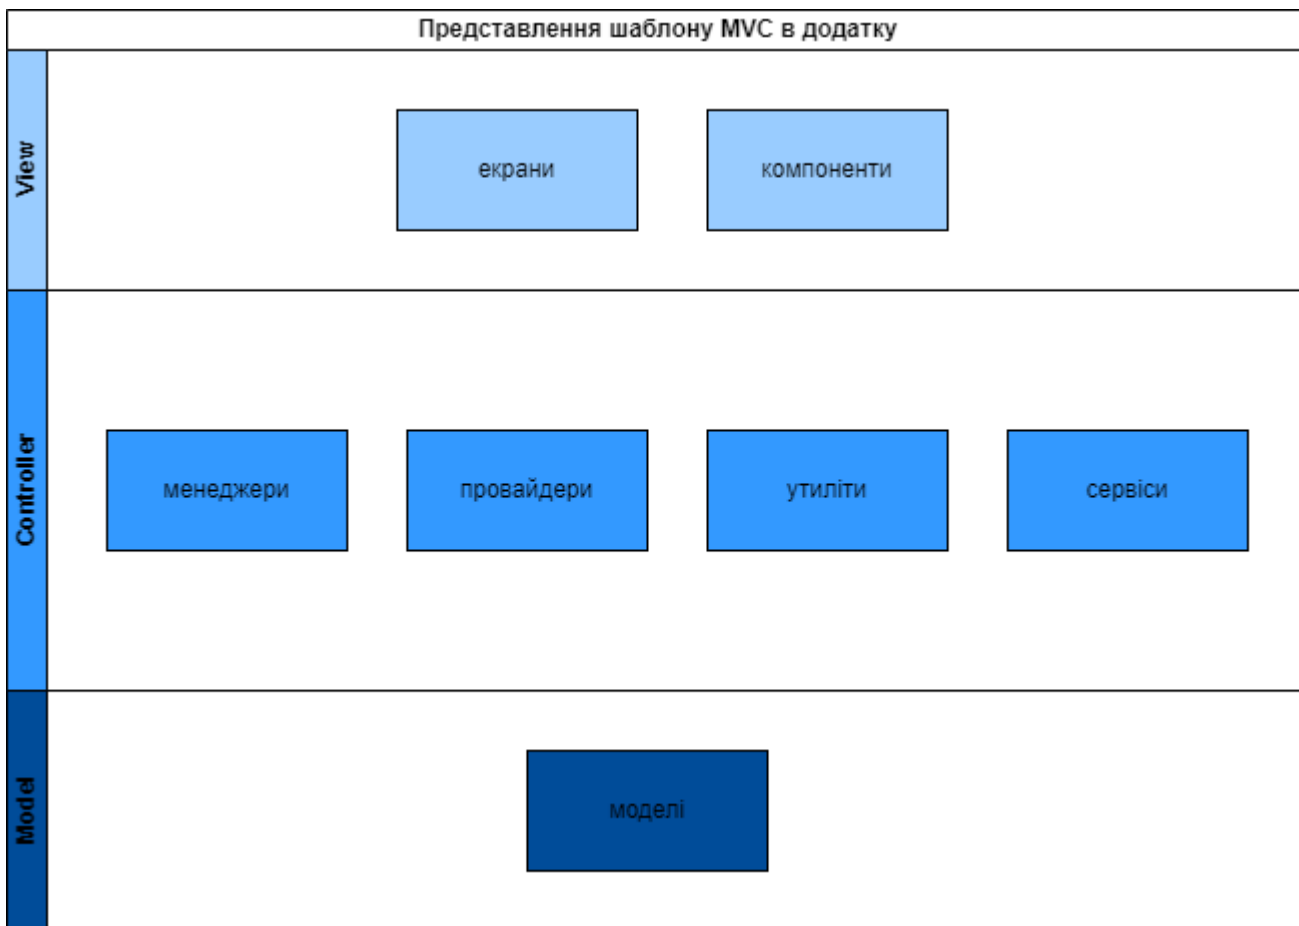 Представлення шаблону MVC в додатку
View
екрани
компоненти
Controller
менеджери
провайдери
утиліти
сервіси
Model
моделі